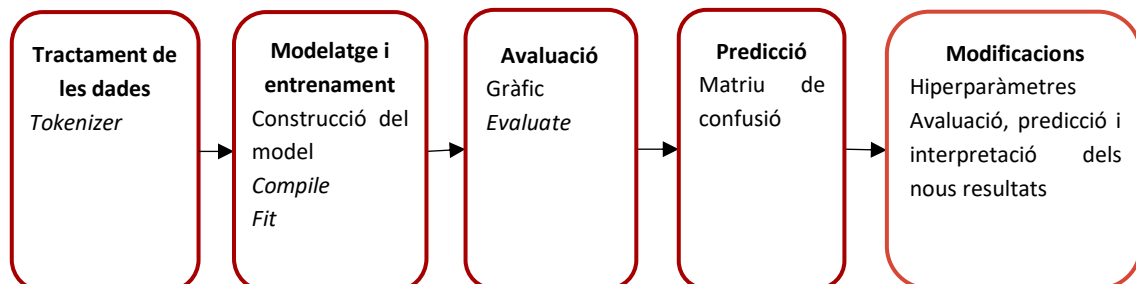 Tractament de
les dades
Tokenizer
Modelatge i
entrenament
Construcció del
model
Compile
Fit
Avaluació
Gràfic
Evaluate
Predicció
Matriu de
confusió
Modificacions
Hiperparàmetres
Avaluació, predicció i
interpretació dels
nous resultats